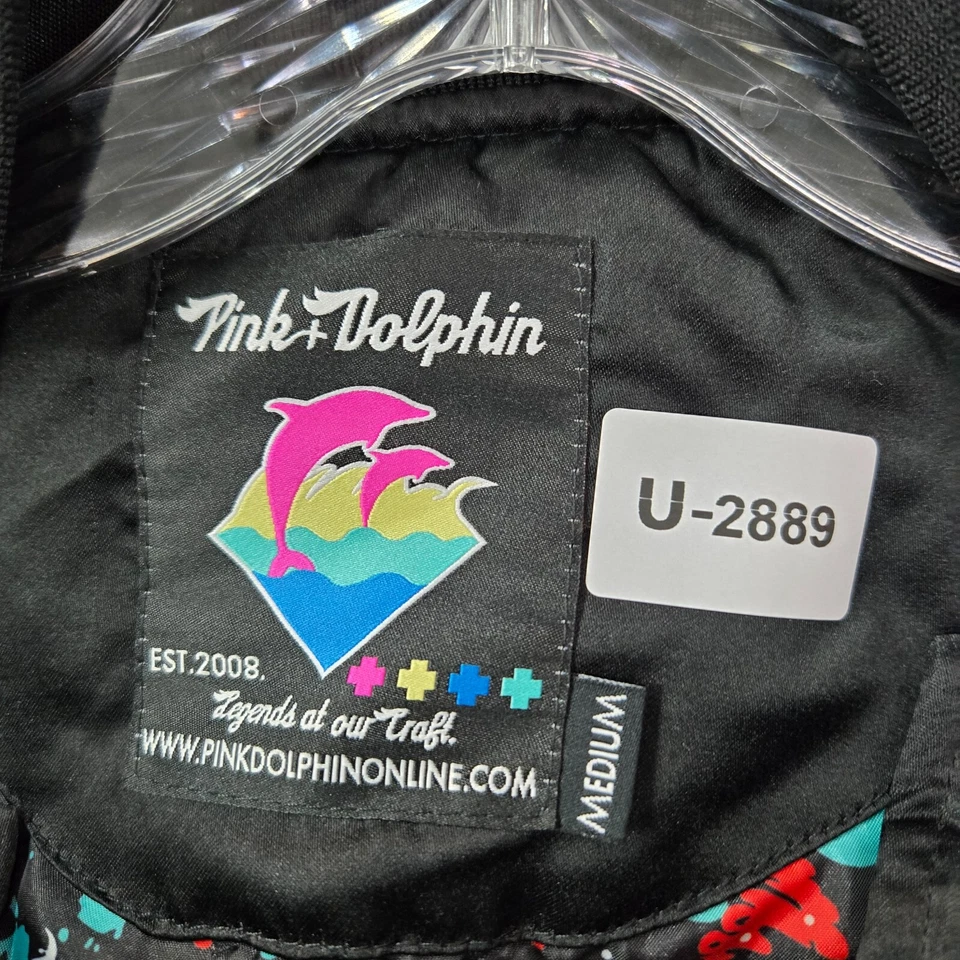 Pink+Dolphin
U-2889
EST.2008.
Legends at our Craft.
WWW.PINKDOLPHINONLINE.COM
MEDIUM